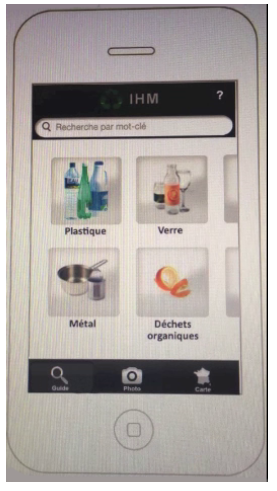 IHM
?
Recherche par mot-clé
Plastique
Verre
Métal
Déchets
organiques
Guide
Photo
Carte